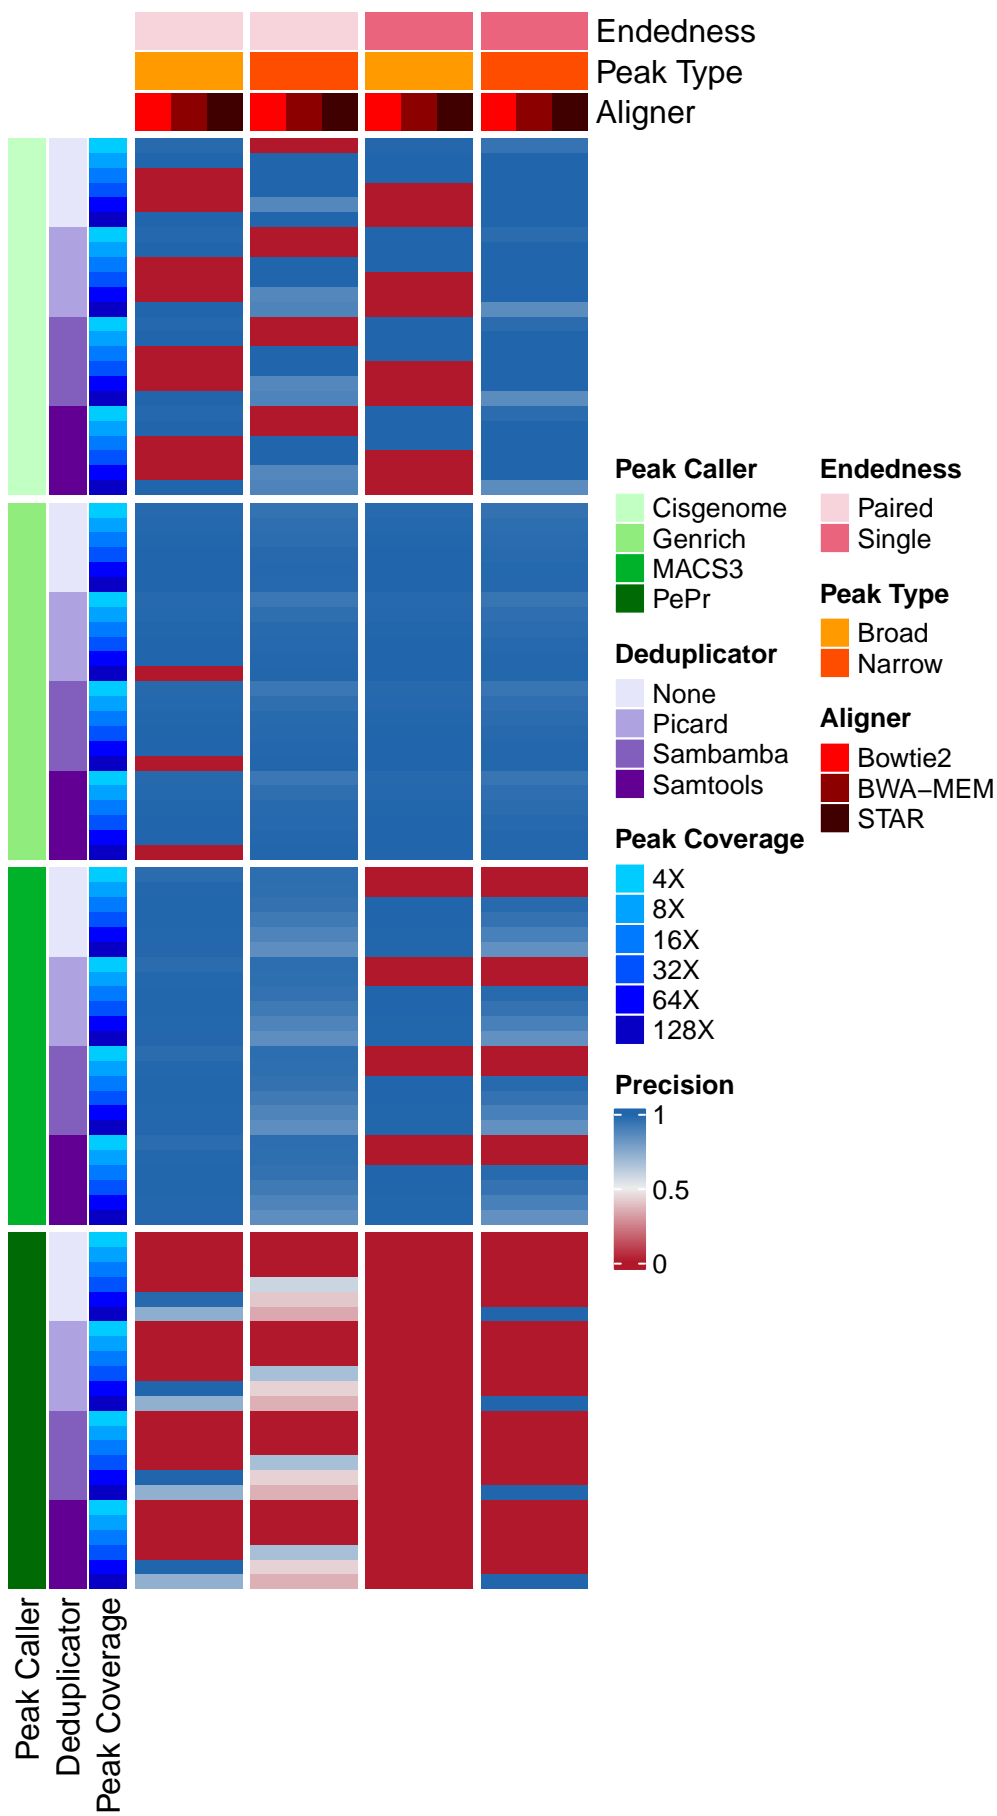 Endedness
Peak Type
Aligner
Peak Caller
Cisgenome
Genrich
MACS3
PePr
Deduplicator
None
Picard
Sambamba
Samtools
Peak Coverage
4X
8X
16X
32X
64X
128X
Precision
1
0.5
0
Endedness
Paired
Single
Peak Type
Broad
Narrow
Aligner
Bowtie2
BWA−MEM
STAR
Peak Caller
Deduplicator
Peak Coverage